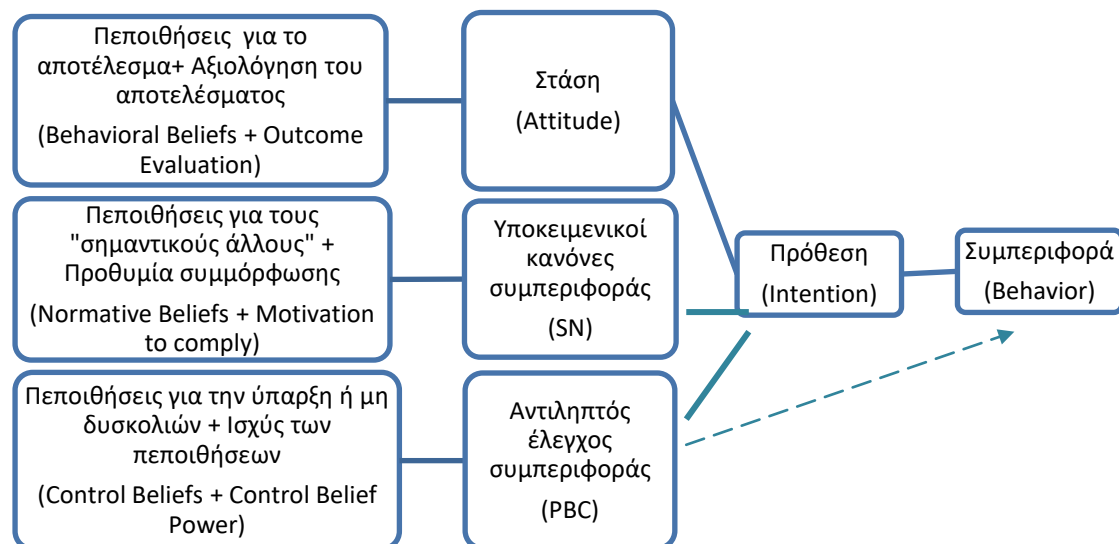 Πεποιθήσεις για το
αποτέλεσμα+ Αξιολόγηση του
αποτελέσματος
(Behavioral Beliefs + Outcome
Evaluation)
Στάση
(Attitude)
Πεποιθήσεις για τους
"σημαντικούς άλλους" +
Προθυμία συμμόρφωσης
(Normative Beliefs + Motivation
to comply)
Υποκειμενικοί
κανόνες
συμπεριφοράς
(SN)
Πρόθεση
(Intention)
Συμπεριφορά
(Behavior)
Πεποιθήσεις για την ύπαρξη ή μη
δυσκολιών + Ισχύς των
πεποιθήσεων
(Control Beliefs + Control Belief
Power)
Αντιληπτός
έλεγχος
συμπεριφοράς
(PBC)